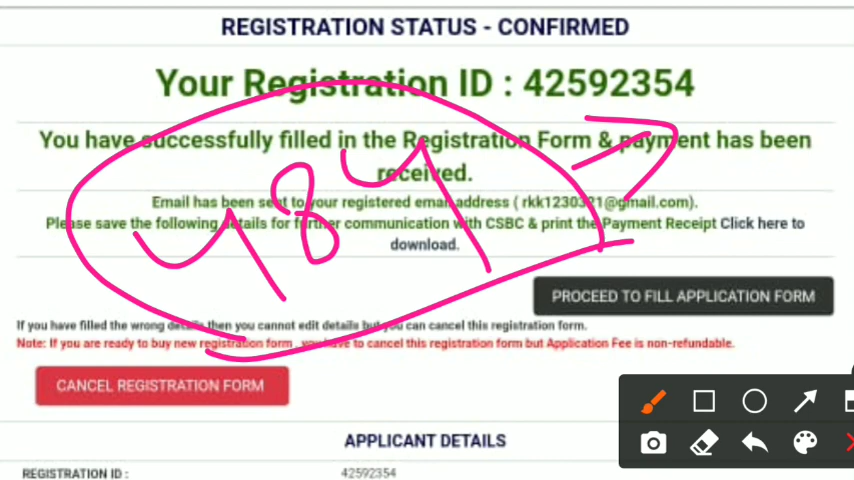 REGISTRATION STATUS - CONFIRMED
Your Registration ID : 42592354
You have successfully filled in the Registration Form & payment has been
received.
Email has been sent to your registered email address ( rkk1230321@gmail.com).
Please save the following details for further communication with CSBC & print the Payment Receipt Click here to
download.
PROCEED TO FILL APPLICATION FORM
If you have filled the wrong details then you cannot edit details but you can cancel this registration form.
Note: If you are ready to buy new registration form , you have to cancel this registration form but Application Fee is non-refundable.
CANCEL REGISTRATION FORM
APPLICANT DETAILS
REGISTRATION ID : 42592354